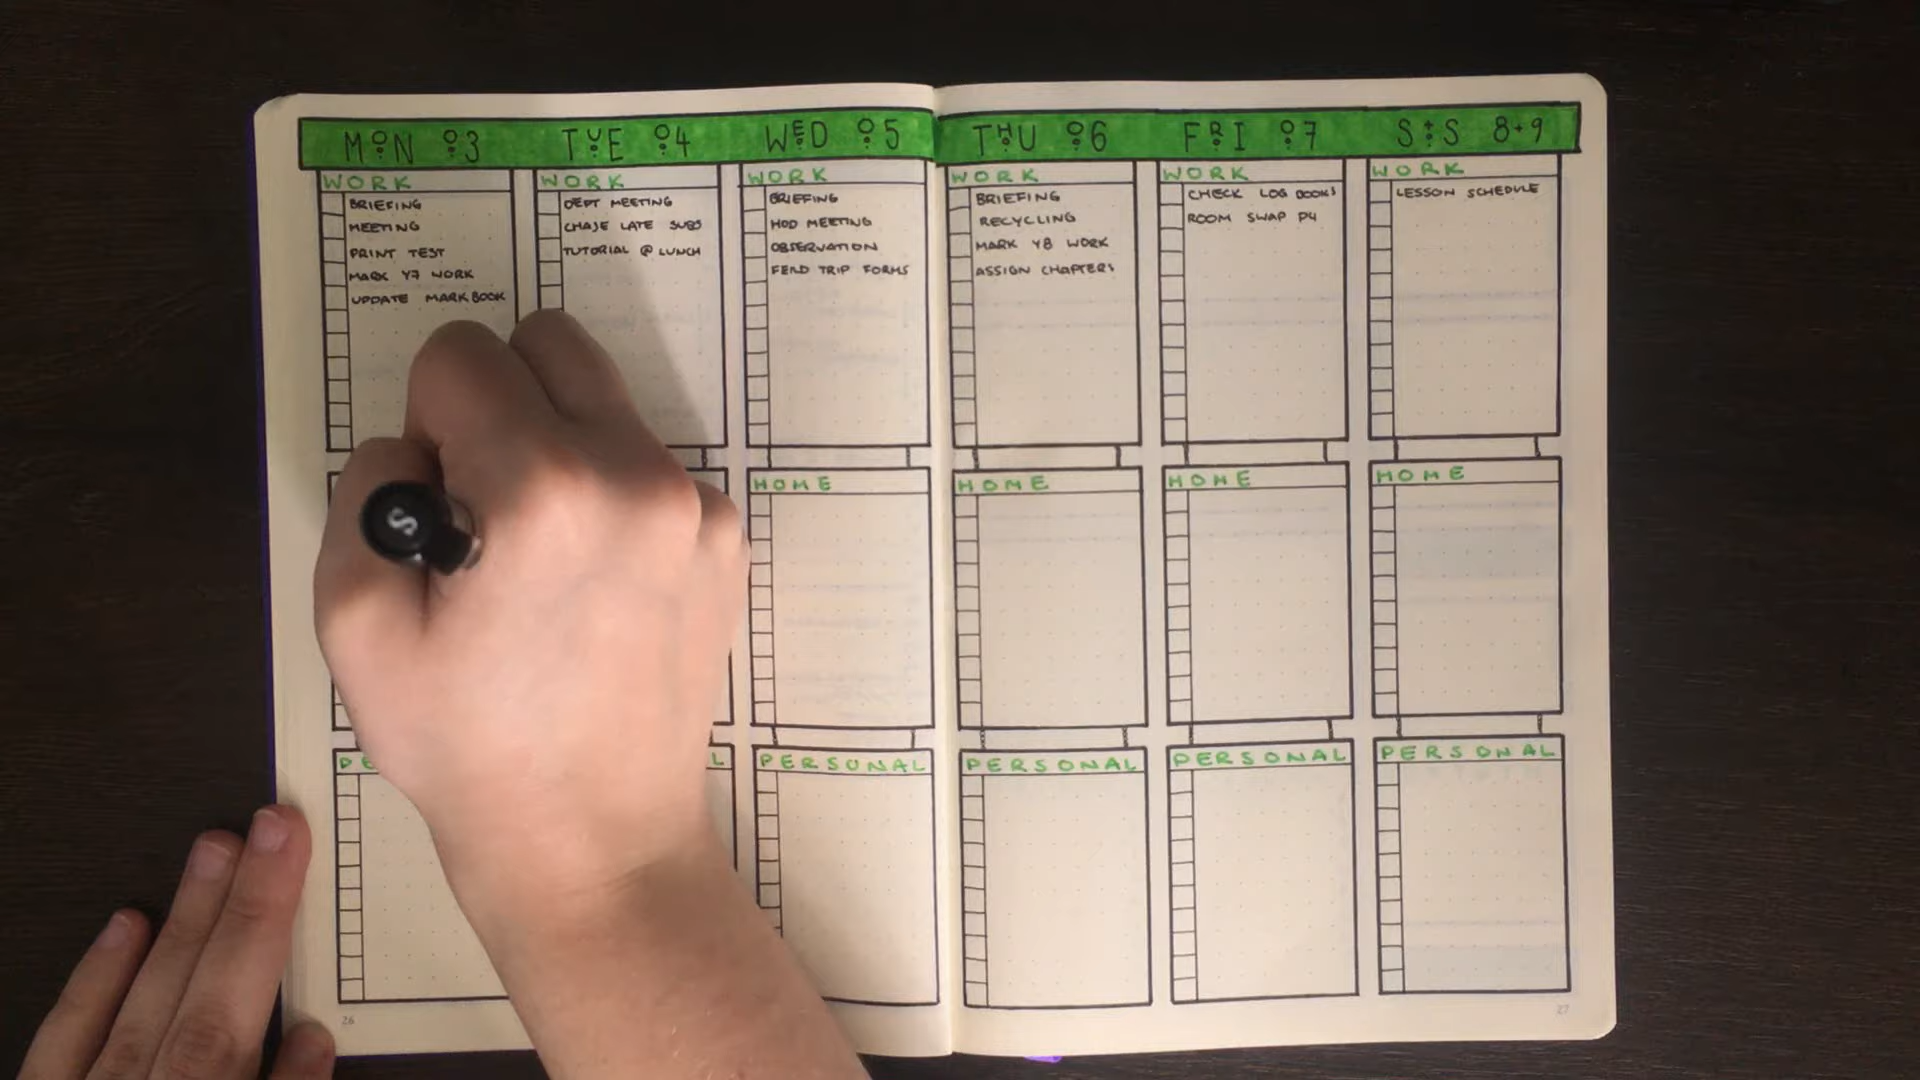 MON 03
WORK
BRIEFING
MEETING
PRINT TEST
MARK Y7 WORK
UPDATE MARKBOOK
TUE 04
WORK
DEPT MEETING
CHASE LATE SUBS
TUTORIAL @ LUNCH
WED 05
WORK
BRIEFING
HOD MEETING
OBSERVATION
TRIP FORMS
HOME
PERSONAL
THU 06
WORK
BRIEFING
RECYCLING
MARK Y8 WORK
ASSIGN CHAPTERS
HOME
PERSONAL
FRI 07
WORK
CHECK LOG BOOKS
ROOM SWAP P4
HOME
PERSONAL
S+S 8+9
WORK
LESSON SCHEDULE
HOME
PERSONAL
S
26
27